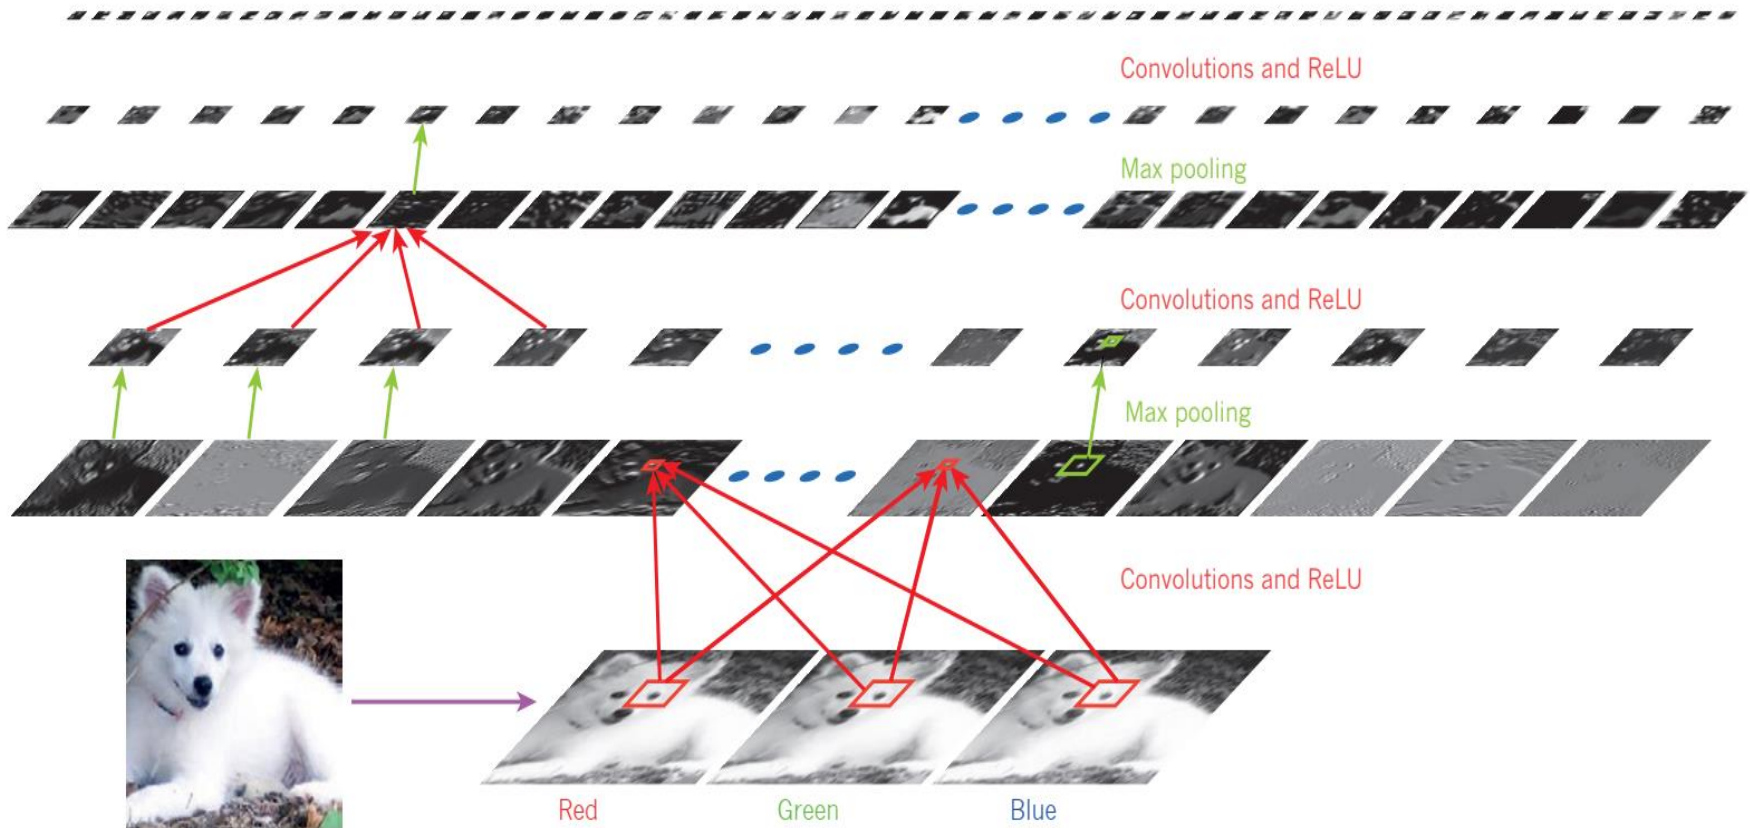 Convolutions and ReLU
Max pooling
Convolutions and ReLU
Max pooling
Convolutions and ReLU
Red
Green
Blue